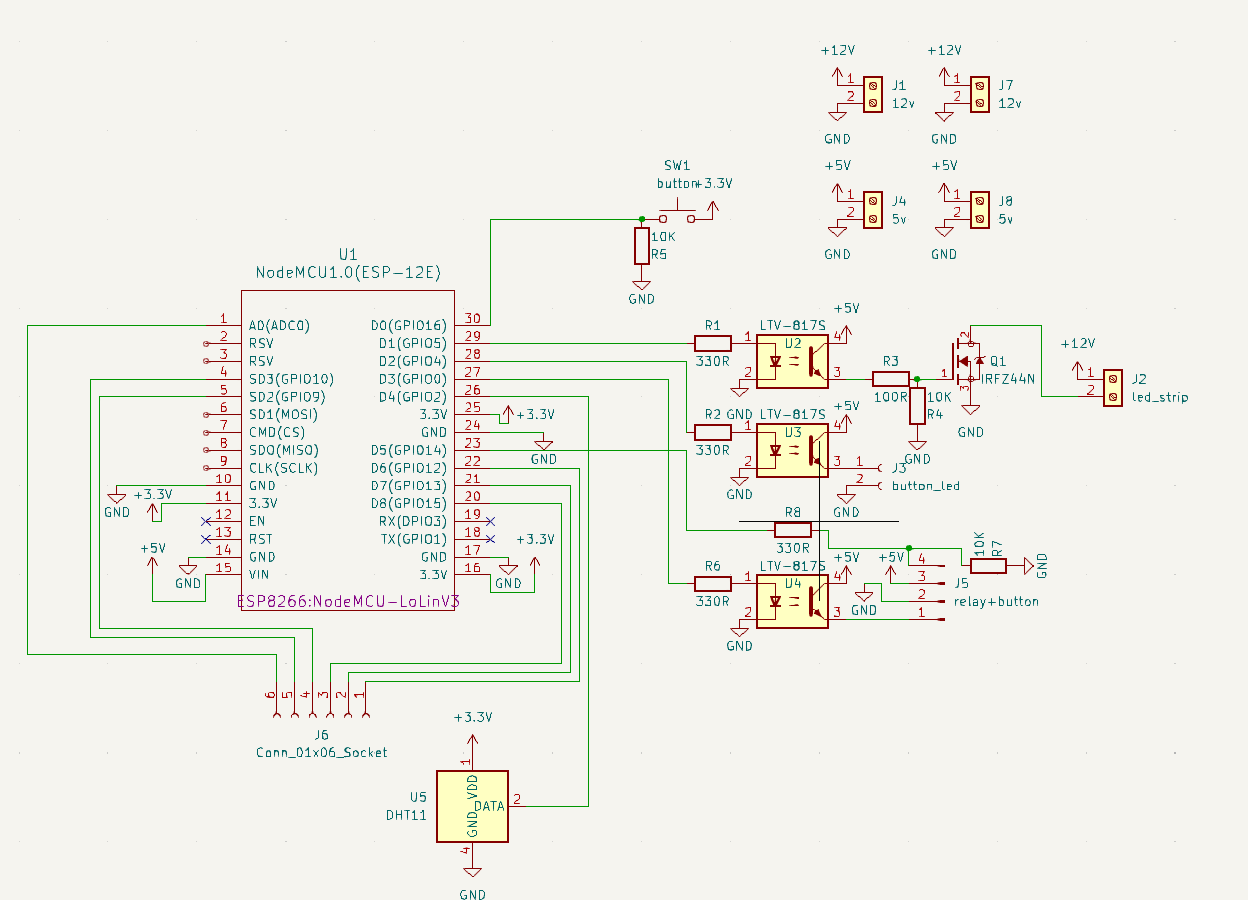 +12V
+12V
1
2
J1
12v
1
2
J7
12v
GND
GND
+5V
+5V
1
2
J4
5v
1
2
J8
5v
GND
GND
SW1
button
+3.3V
10K
R5
GND
U1
NodeMCU1.0(ESP-12E)
1 A0(ADC0)
2 RSV
3 RSV
4 SD3(GPIO10)
5 SD2(GPIO9)
6 SD1(MOSI)
7 CMD(CS)
8 SDO(MISO)
9 CLK(SCLK)
10 GND
11 3.3V
12 EN
13 RST
14 GND
15 VIN
D0(GPIO16) 30
D1(GPIO5) 29
D2(GPIO4) 28
D3(GPIO0) 27
D4(GPIO2) 26
3.3V 25
GND 24
D5(GPIO14) 23
D6(GPIO12) 22
D7(GPIO13) 21
D8(GPIO15) 20
RX(DPIO3) 19
TX(GPIO1) 18
GND 17
3.3V 16
ESP8266:NodeMCU-LoLinV3
GND
+3.3V
+5V
GND
+3.3V
GND
+3.3V
GND
R1
330R
LTV-817S
U2
1
2
4
3
+5V
GND
R3
100R
10K
R4
GND
1
2
3
Q1
IRFZ44N
GND
+12V
1
2
J2
led_strip
R2
330R
LTV-817S
U3
1
2
4
3
+5V
GND
1
2
J3
button_led
GND
R8
330R
10K
R7
GND
R6
330R
LTV-817S
U4
1
2
4
3
+5V
GND
+5V
GND
4
3
2
1
J5
relay+button
6
5
4
3
2
1
J6
Conn_01x06_Socket
+3.3V
1
U5
DHT11
VDD
DATA
GND
2
4
GND